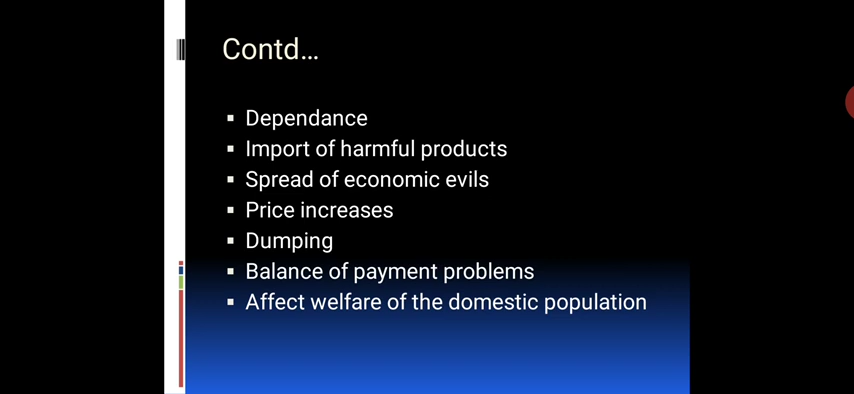 Contd...
▪ Dependance
▪ Import of harmful products
▪ Spread of economic evils
▪ Price increases
▪ Dumping
▪ Balance of payment problems
▪ Affect welfare of the domestic population